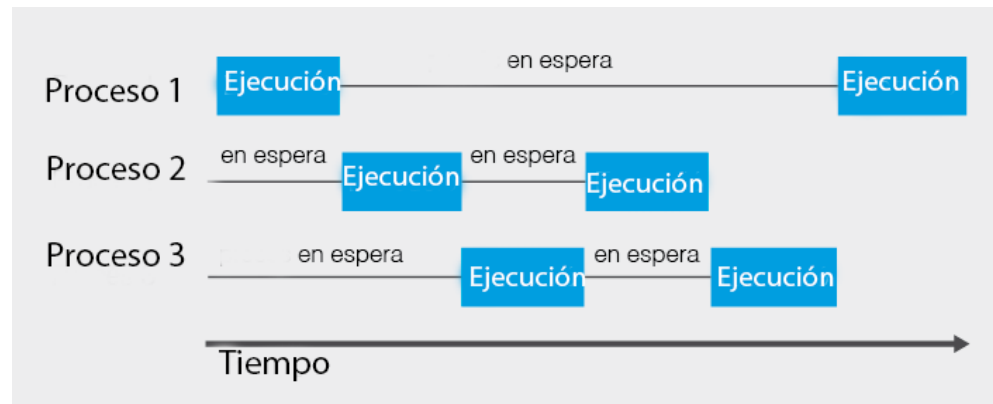 en espera
Proceso 1 Ejecución Ejecución
en espera en espera
Proceso 2 Ejecución Ejecución
Proceso 3 en espera en espera
Ejecución Ejecución
Tiempo